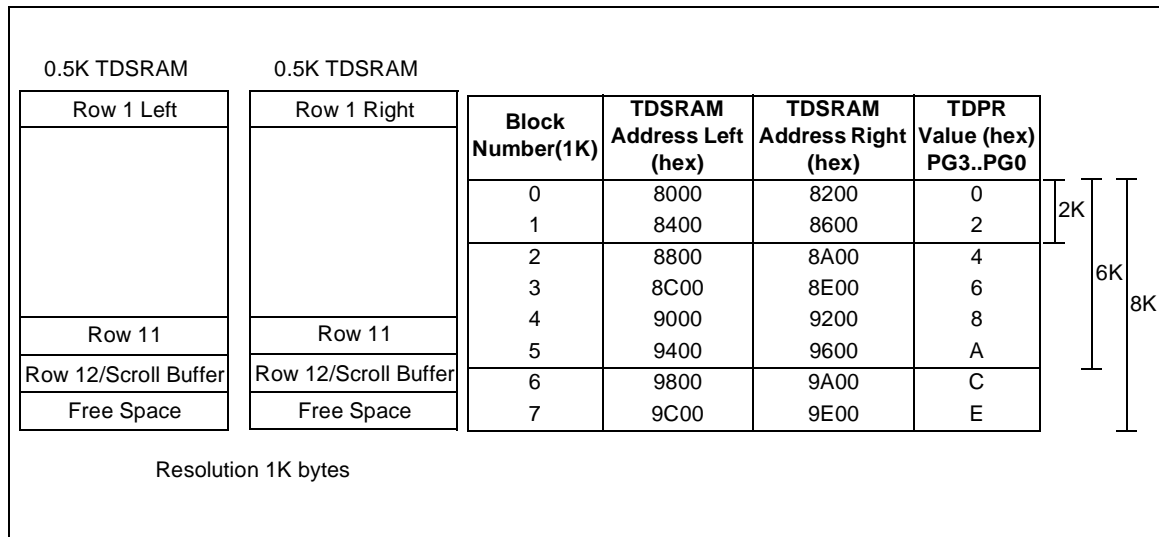 0.5K TDSRAM
0.5K TDSRAM
Row 1 Left
Row 11
Row 12/Scroll Buffer
Free Space
Row 1 Right
Row 11
Row 12/Scroll Buffer
Free Space
Block Number(1K) TDSRAM Address Left (hex) TDSRAM Address Right (hex) TDPR Value (hex) PG3..PG0
0 8000 8200 0
1 8400 8600 2
2 8800 8A00 4
3 8C00 8E00 6
4 9000 9200 8
5 9400 9600 A
6 9800 9A00 C
7 9C00 9E00 E
2K
6K
8K
Resolution 1K bytes